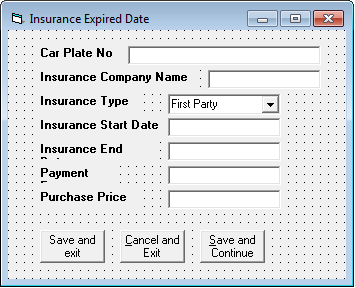 Insurance Expired Date
Car Plate No
Insurance Company Name
Insurance Type
First Party
Insurance Start Date
Insurance End
Payment
Purchase Price
Save and
exit
Cancel and
Exit
Save and
Continue